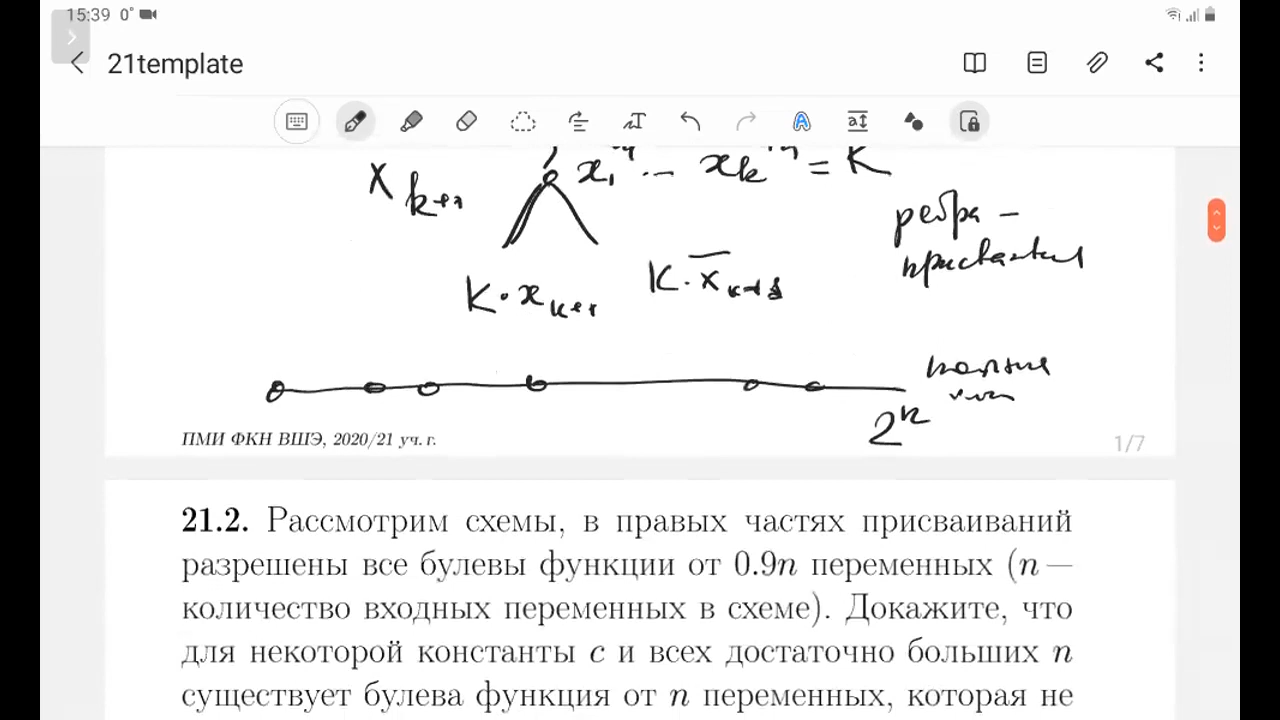 15:39 0°
21template
x₁ ... xₖ = K
Xₖ₊₁
ребра –
присваивания
K · xₖ₊₁ K · x̅ₖ₊₁
2ⁿ
ПМИ ФКН ВШЭ, 2020/21 уч. г.
1/7
21.2. Рассмотрим схемы, в правых частях присваиваний
разрешены все булевы функции от 0.9n переменных (n —
количество входных переменных в схеме). Докажите, что
для некоторой константы c и всех достаточно больших n
существует булева функция от n переменных, которая не